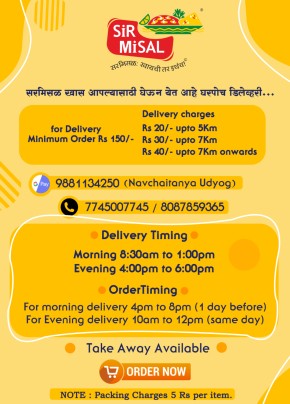 SiR
MiSAL
सरमिसळ खास आपल्यासाठी घेऊन येत आहे घरपोच डिलेव्हरी...
for Delivery
Minimum Order Rs 150/-
Delivery charges
Rs 20/- upto 5Km
Rs 30/- upto 7Km
Rs 40/- upto 7Km onwards
9881134250 (Navchaitanya Udyog)
7745007745 / 8087859365
Delivery Timing
Morning 8:30am to 1:00pm
Evening 4:00pm to 6:00pm
OrderTiming
For morning delivery 4pm to 8pm (1 day before)
For Evening delivery 10am to 12pm (same day)
Take Away Available
ORDER NOW
NOTE : Packing Charges 5 Rs per item.